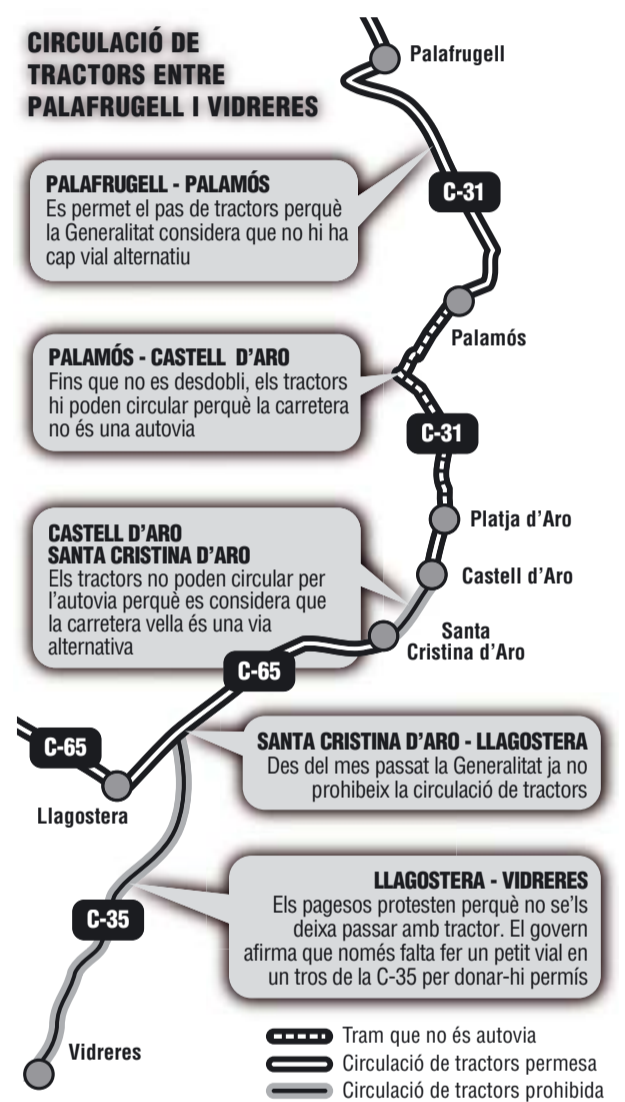 CIRCULACIÓ DE
TRACTORS ENTRE
PALAFRUGELL I VIDRERES
Palafrugell
PALAFRUGELL - PALAMÓS
Es permet el pas de tractors perquè
la Generalitat considera que no hi ha
cap vial alternatiu
C-31
Palamós
PALAMÓS - CASTELL D'ARO
Fins que no es desdobli, els tractors
hi poden circular perquè la carretera
no és una autovia
C-31
Platja d'Aro
CASTELL D'ARO
SANTA CRISTINA D'ARO
Els tractors no poden circular per
l'autovia perquè es considera que
la carretera vella és una via
alternativa
Castell d'Aro
Santa
Cristina d'Aro
C-65
C-65
SANTA CRISTINA D'ARO - LLAGOSTERA
Des del mes passat la Generalitat ja no
prohibeix la circulació de tractors
Llagostera
LLAGOSTERA - VIDRERES
Els pagesos protesten perquè no se'ls
deixa passar amb tractor. El govern
afirma que només falta fer un petit vial en
un tros de la C-35 per donar-hi permís
C-35
Vidreres
Tram que no és autovia
Circulació de tractors permesa
Circulació de tractors prohibida